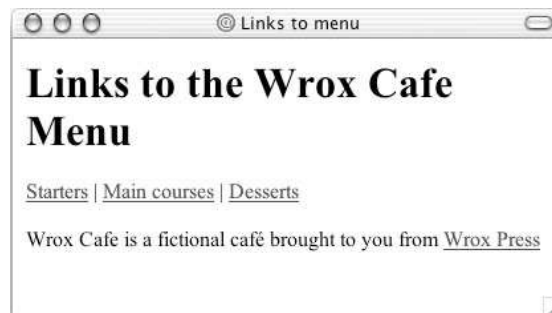 Links to menu
Links to the Wrox Cafe
Menu
Starters | Main courses | Desserts
Wrox Cafe is a fictional café brought to you from Wrox Press